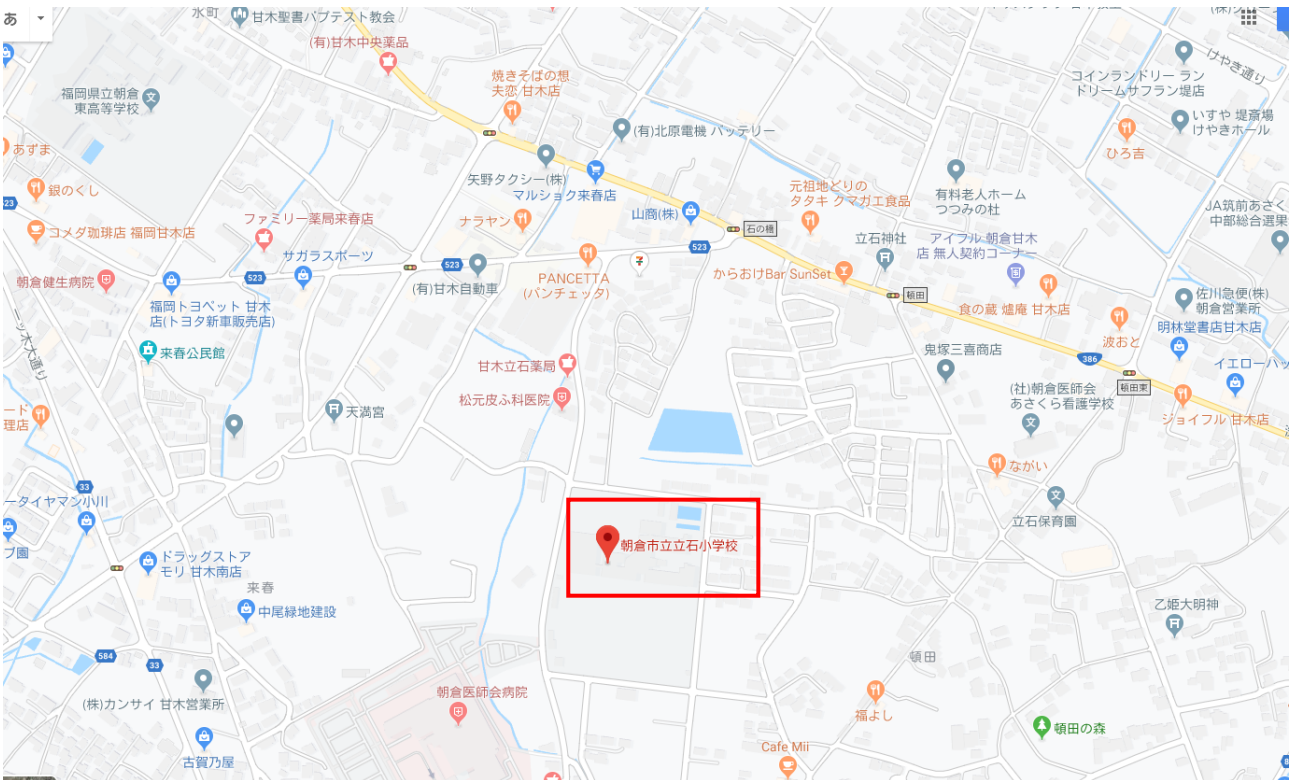 あ
水町
甘木聖書バプテスト教会
(有)甘木中央薬品
焼きそばの想
夫恋 甘木店
けやき通り
コインランドリー ラン
ドリームサフラン堤店
福岡県立朝倉
東高等学校
(有)北原電機 バッテリー
いすや 堤斎場
けやきホール
あずま
ひろ吉
矢野タクシー(株)
マルショク来春店
銀のくし
元祖地どりの
タタキ クマガエ食品
有料老人ホーム
つつみの杜
23
JA筑前あさく
中部総合選果
ファミリー薬局来春店
ナラヤン
山商(株)
石の橋
コメダ珈琲店 福岡甘木店
立石神社
アイフル 朝倉甘木
店 無人契約コーナー
サガラスポーツ
523
523
523
PANCETTA
(パンチェッタ)
からおけBar SunSet
朝倉健生病院
(有)甘木自動車
頓田
佐川急便(株)
朝倉営業所
福岡トヨペット 甘木
店(トヨタ新車販売店)
食の蔵 爐庵 甘木店
明林堂書店甘木店
波おと
来春公民館
鬼塚三喜商店
386
イエローハッ
甘木立石薬局
頓田東
松元皮ふ科医院
(社)朝倉医師会
あさくら看護学校
天満宮
ード
理店
ジョイフル 甘木店
ながい
33
ータイヤマン小川
立石保育園
朝倉市立立石小学校
ブ園
ドラッグストア
モリ 甘木南店
来春
中尾緑地建設
乙姫大明神
584
33
頓田
朝倉医師会病院
(株)カンサイ 甘木営業所
福よし
頓田の森
Cafe Mii
古賀乃屋